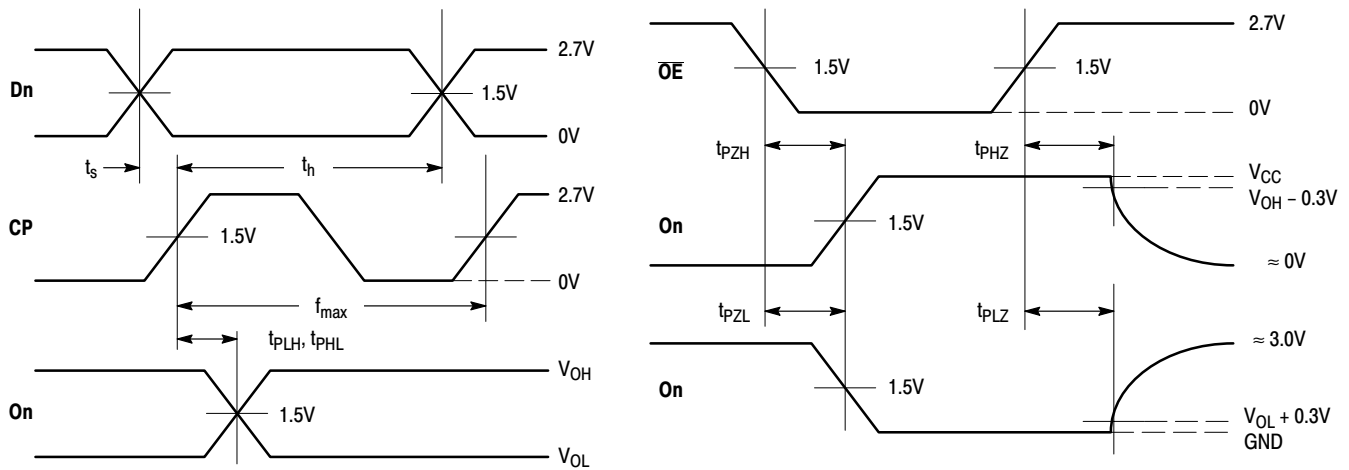 2.7V
Dn
1.5V
0V
ts
th
2.7V
CP
1.5V
0V
fmax
tPLH, tPHL
VOH
On
1.5V
VOL
2.7V
OE
1.5V
1.5V
0V
tPZH
tPHZ
VCC
VOH – 0.3V
On
1.5V
≈ 0V
tPZL
tPLZ
≈ 3.0V
On
1.5V
VOL + 0.3V
GND